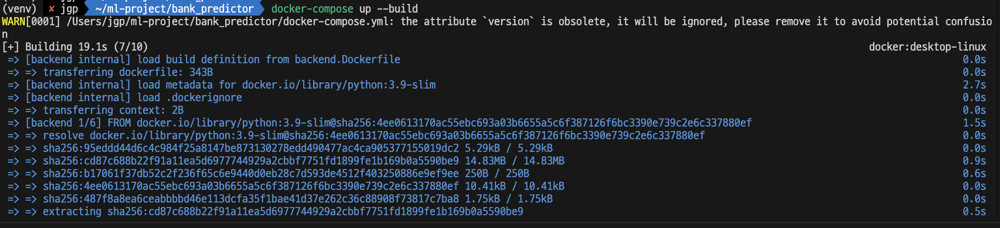 (venv) ✘ jgp ~/ml-project/bank_predictor docker-compose up --build
WARN[0001] /Users/jgp/ml-project/bank_predictor/docker-compose.yml: the attribute `version` is obsolete, it will be ignored, please remove it to avoid potential confusio
n
[+] Building 19.1s (7/10) docker:desktop-linux
=> [backend internal] load build definition from backend.Dockerfile 0.0s
=> => transferring dockerfile: 343B 0.0s
=> [backend internal] load metadata for docker.io/library/python:3.9-slim 2.7s
=> [backend internal] load .dockerignore 0.0s
=> => transferring context: 2B 0.0s
=> [backend 1/6] FROM docker.io/library/python:3.9-slim@sha256:4ee0613170ac55ebc693a03b6655a5c6f387126f6bc3390e739c2e6c337880ef 1.5s
=> => resolve docker.io/library/python:3.9-slim@sha256:4ee0613170ac55ebc693a03b6655a5c6f387126f6bc3390e739c2e6c337880ef 0.0s
=> => sha256:95eddd44d6c4c984f25a8147be873130278edd490477ac4ca905377155019dc2 5.29kB / 5.29kB 0.0s
=> => sha256:cd87c688b22f91a11ea5d6977744929a2cbbf7751fd1899fe1b169b0a5590be9 14.83MB / 14.83MB 0.9s
=> => sha256:b17061f37db52c2f236f65c6e9440d0eb28c7d593de4512f403250886e9ef9ee 250B / 250B 0.6s
=> => sha256:4ee0613170ac55ebc693a03b6655a5c6f387126f6bc3390e739c2e6c337880ef 10.41kB / 10.41kB 0.0s
=> => sha256:487f8a8ea6ceabbbbd46e113dcfa35f1bae41d37e262c36c88908f73817c7ba8 1.75kB / 1.75kB 0.0s
=> => extracting sha256:cd87c688b22f91a11ea5d6977744929a2cbbf7751fd1899fe1b169b0a5590be9 0.5s